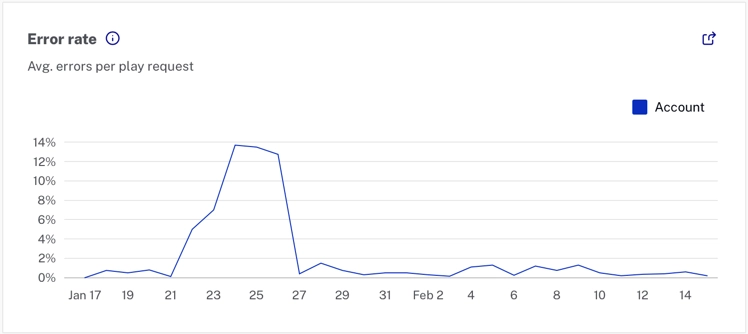 Error rate
Avg. errors per play request
Account
14%
12%
10%
8%
6%
4%
2%
0%
Jan 17 19 21 23 25 27 29 31 Feb 2 4 6 8 10 12 14